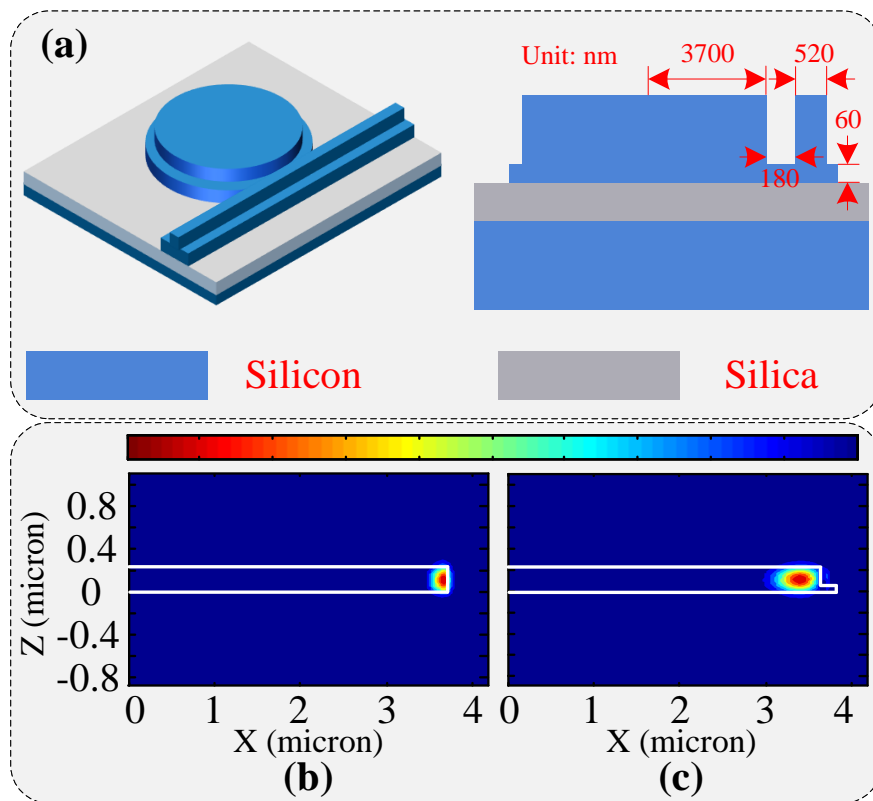 (a)
Unit: nm
3700
520
60
180
Silicon
Silica
Z (micron)
0.8
0.4
0
-0.4
-0.8
0 1 2 3 4
X (micron)
(b)
0 1 2 3 4
X (micron)
(c)